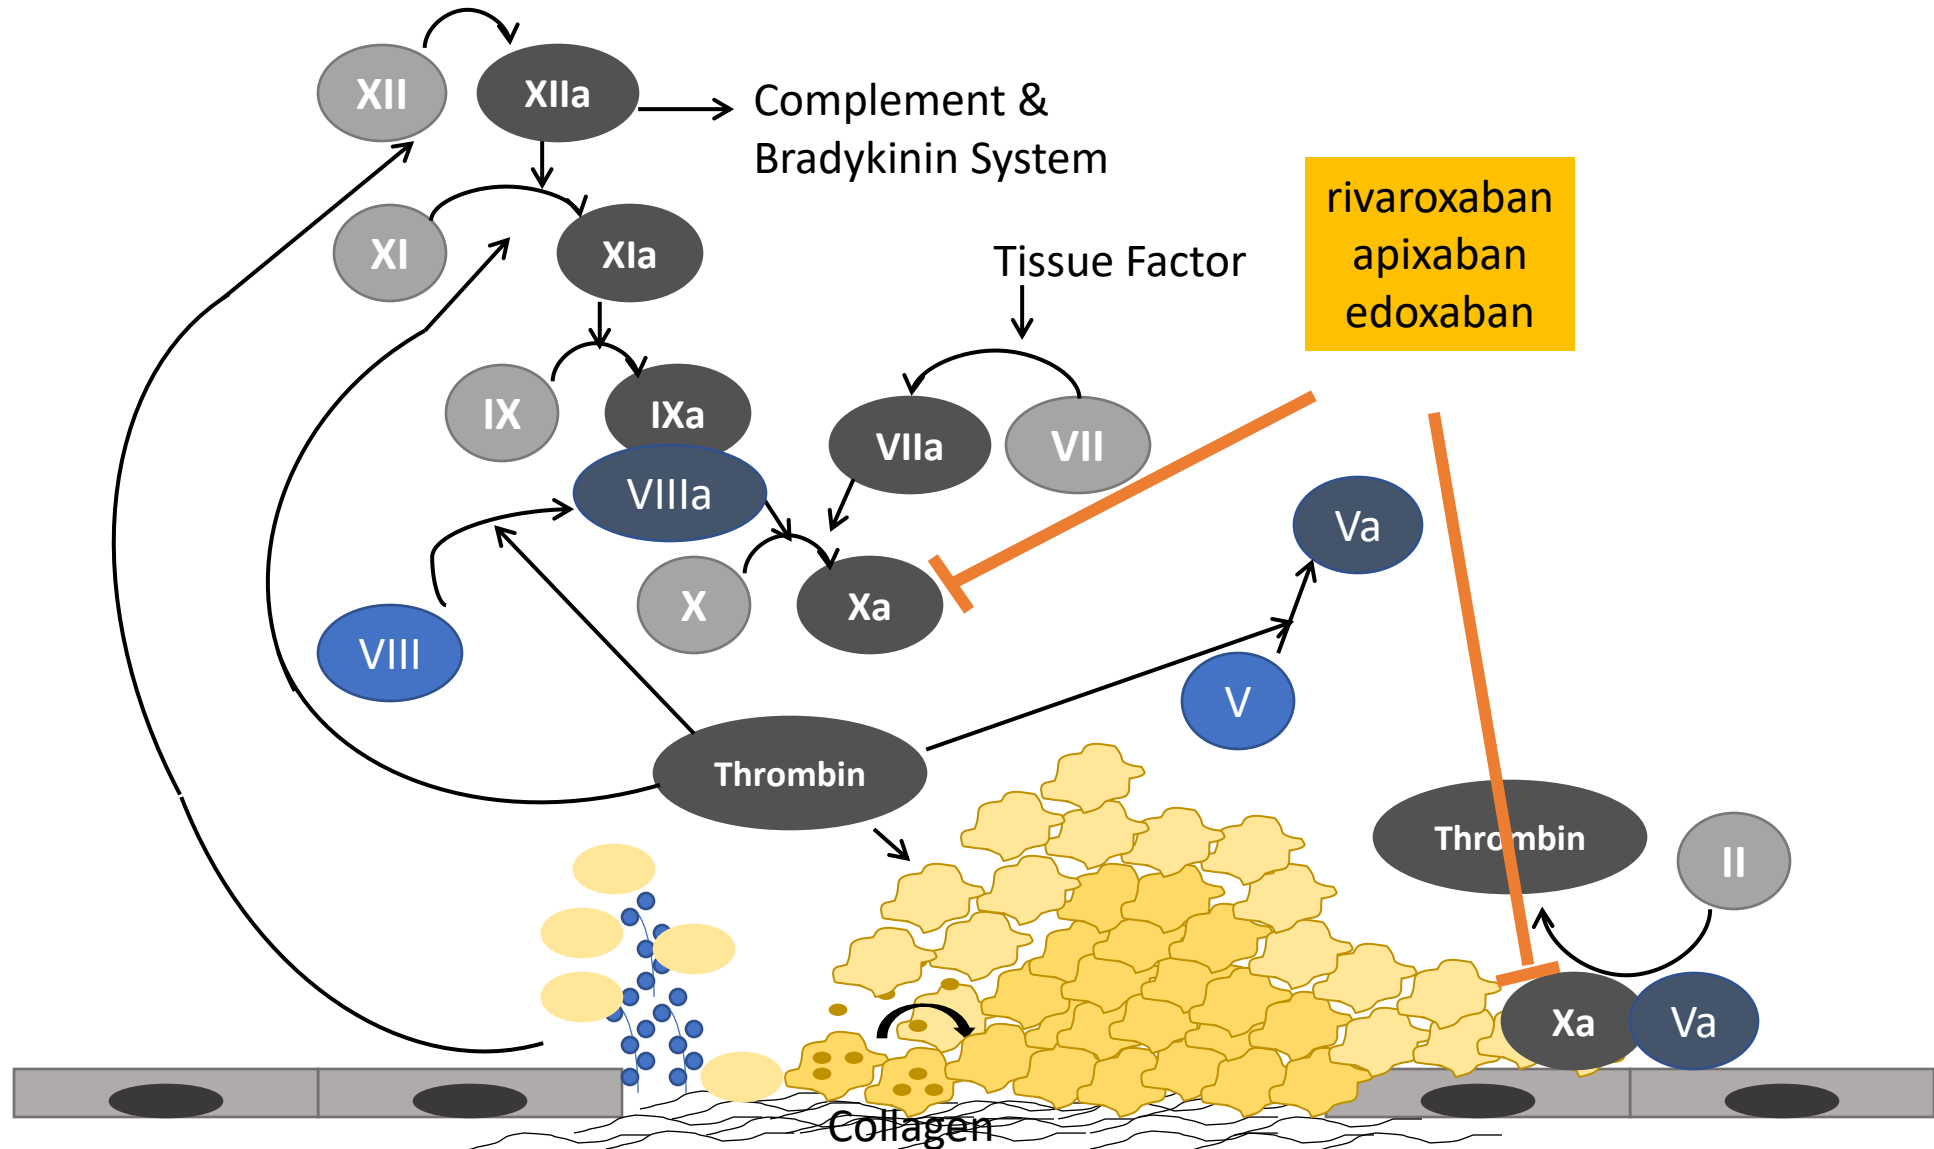 XII
XIIa
Complement &
Bradykinin System
XI
XIa
Tissue Factor
rivaroxaban
apixaban
edoxaban
IX
IXa
VIIa
VII
VIIIa
Va
X
Xa
VIII
V
Thrombin
Thrombin
II
Xa
Va
Collagen